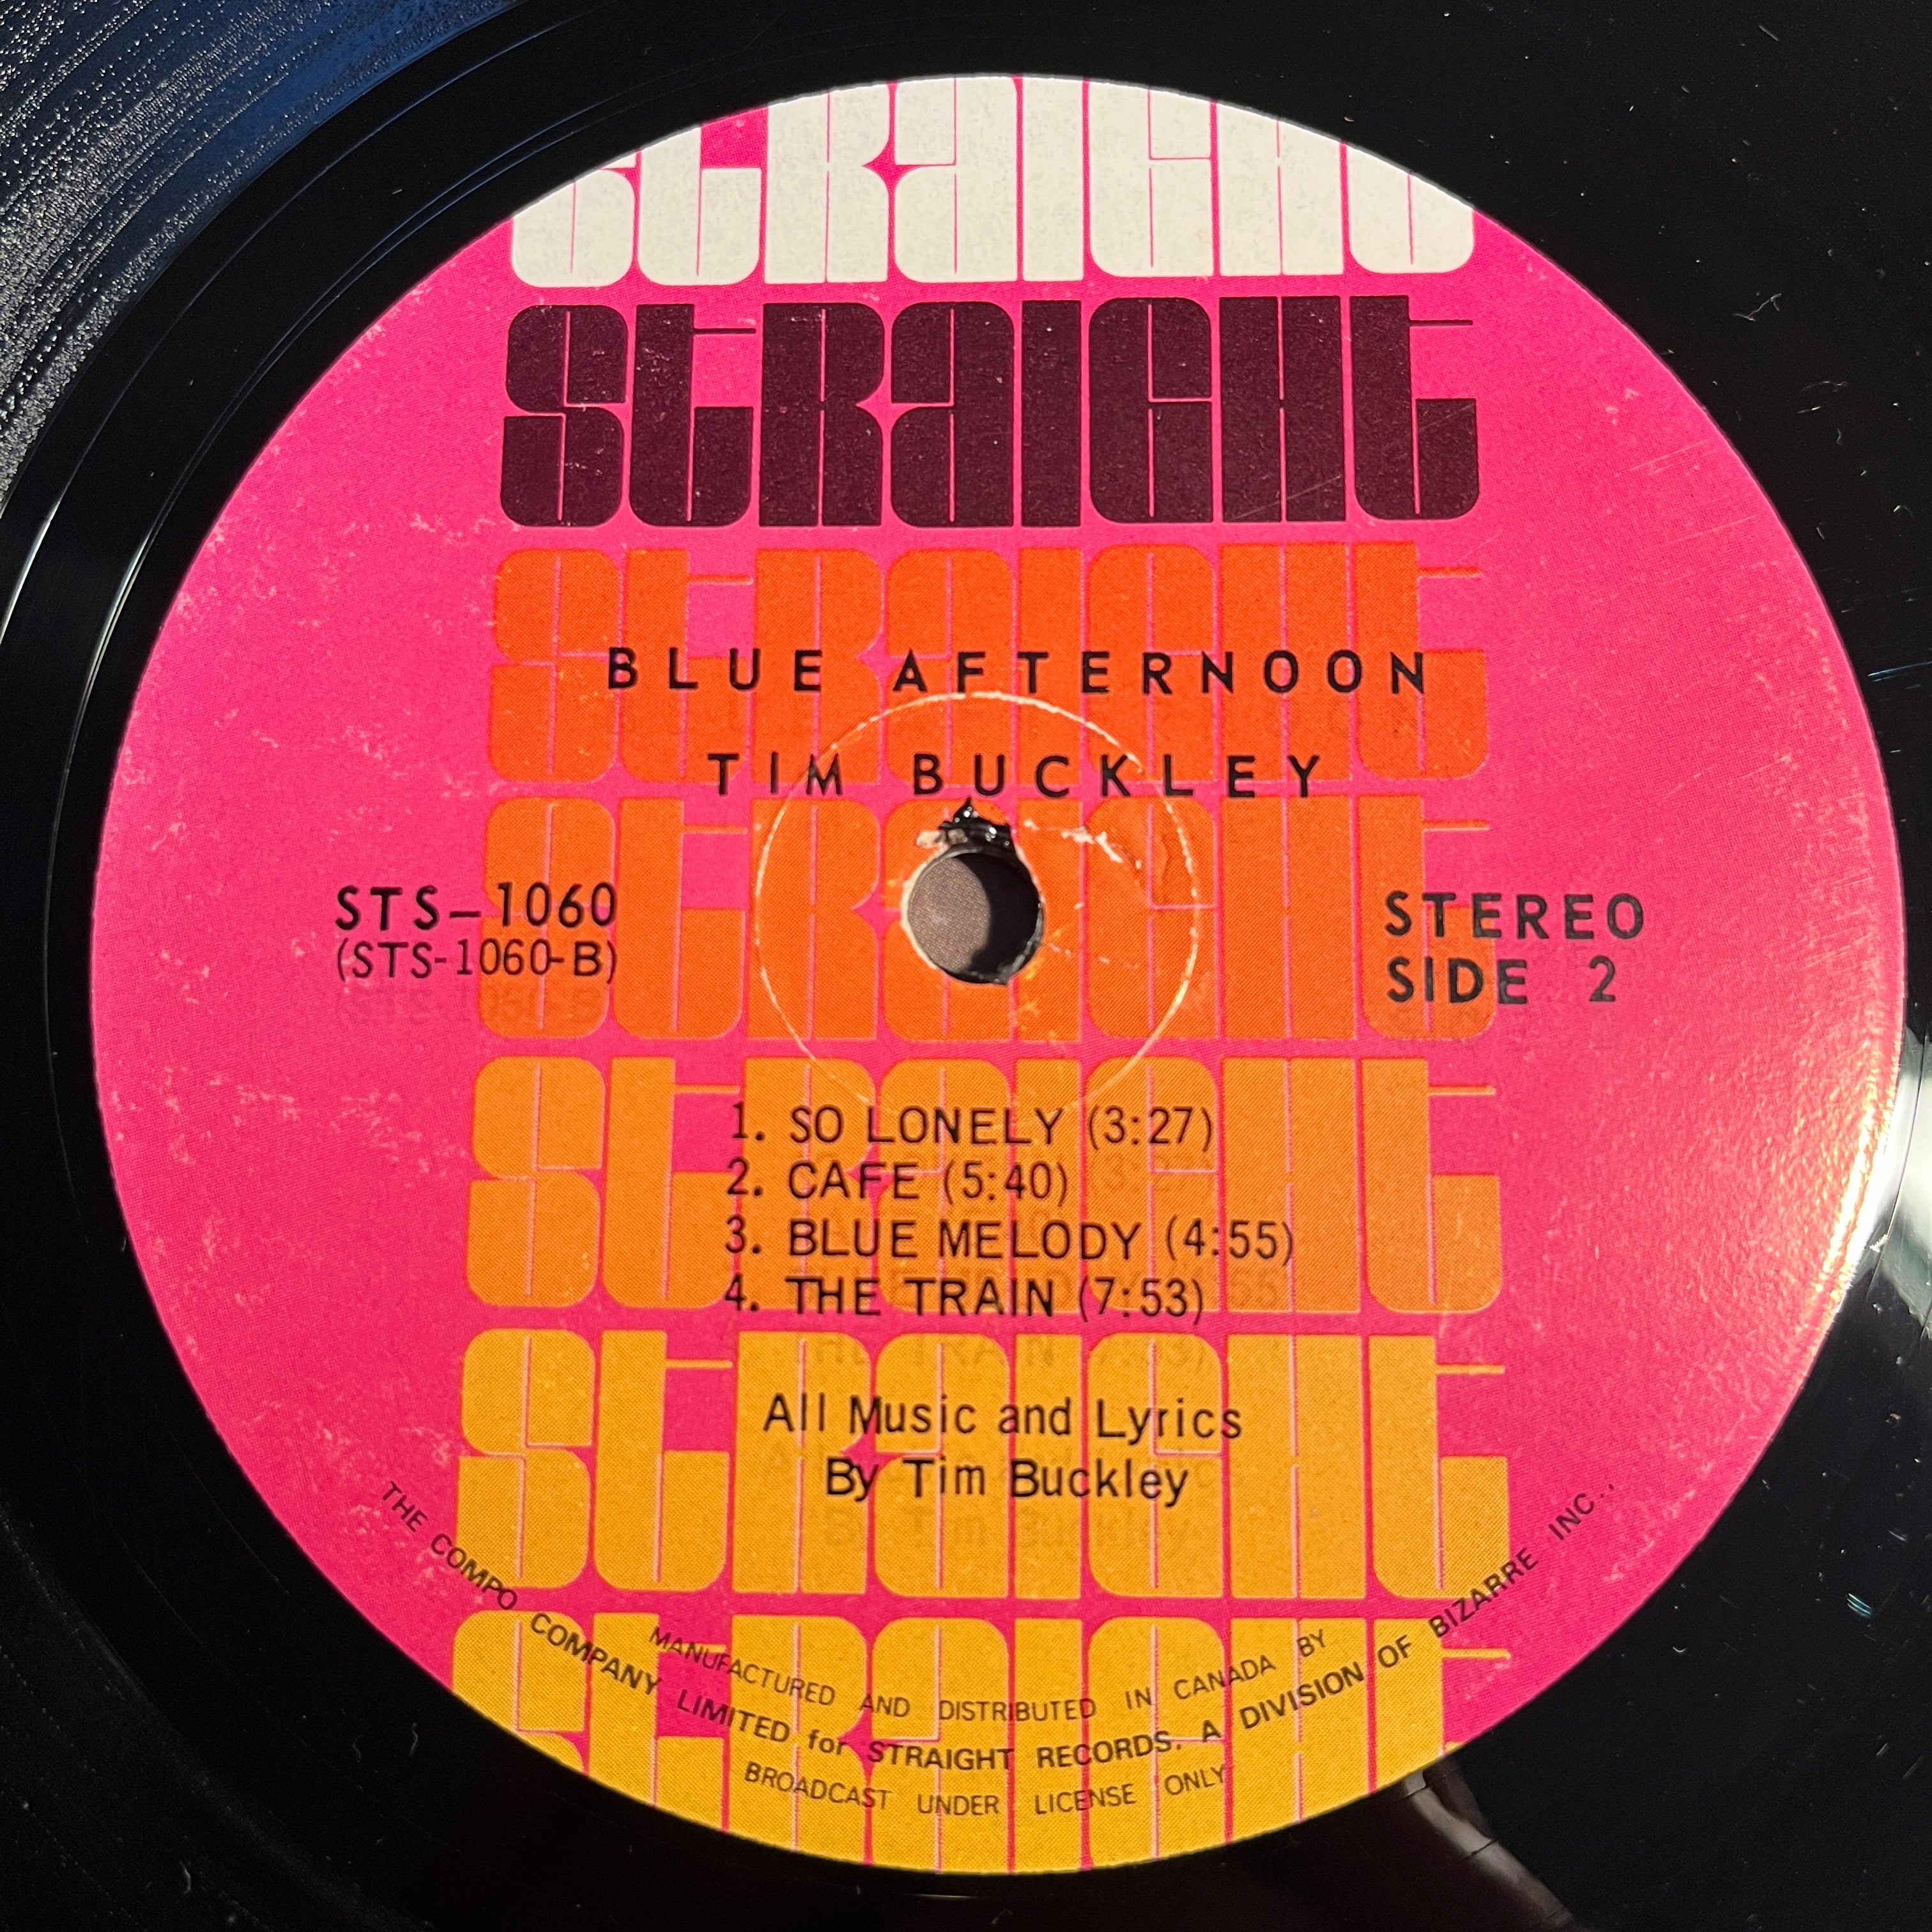 STRAIGHT
STRAIGHT
STRAIGHT
BLUE AFTERNOON
TIM BUCKLEY
STRAIGHT
STS-1060
(STS-1060-B)
STEREO
SIDE 2
STRAIGHT
1. SO LONELY (3:27)
2. CAFE (5:40)
3. BLUE MELODY (4:55)
4. THE TRAIN (7:53)
STRAIGHT
All Music and Lyrics
By Tim Buckley
STRAIGHT
MANUFACTURED AND DISTRIBUTED IN CANADA BY
THE COMPO COMPANY LIMITED for STRAIGHT RECORDS. A DIVISION OF BIZARRE INC..
BROADCAST UNDER LICENSE ONLY